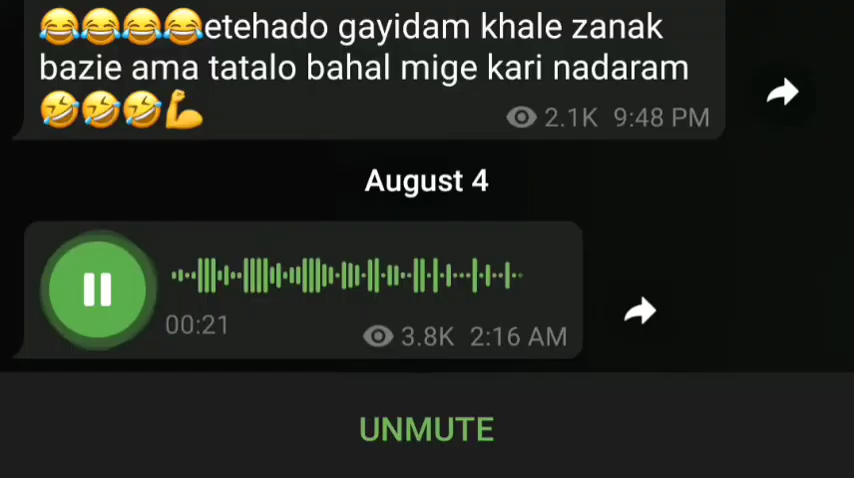 😂😂😂😂etehado gayidam khale zanak
bazie ama tatalo bahal mige kari nadaram
🤣🤣🤣💪
2.1K 9:48 PM
August 4
00:21
3.8K 2:16 AM
UNMUTE